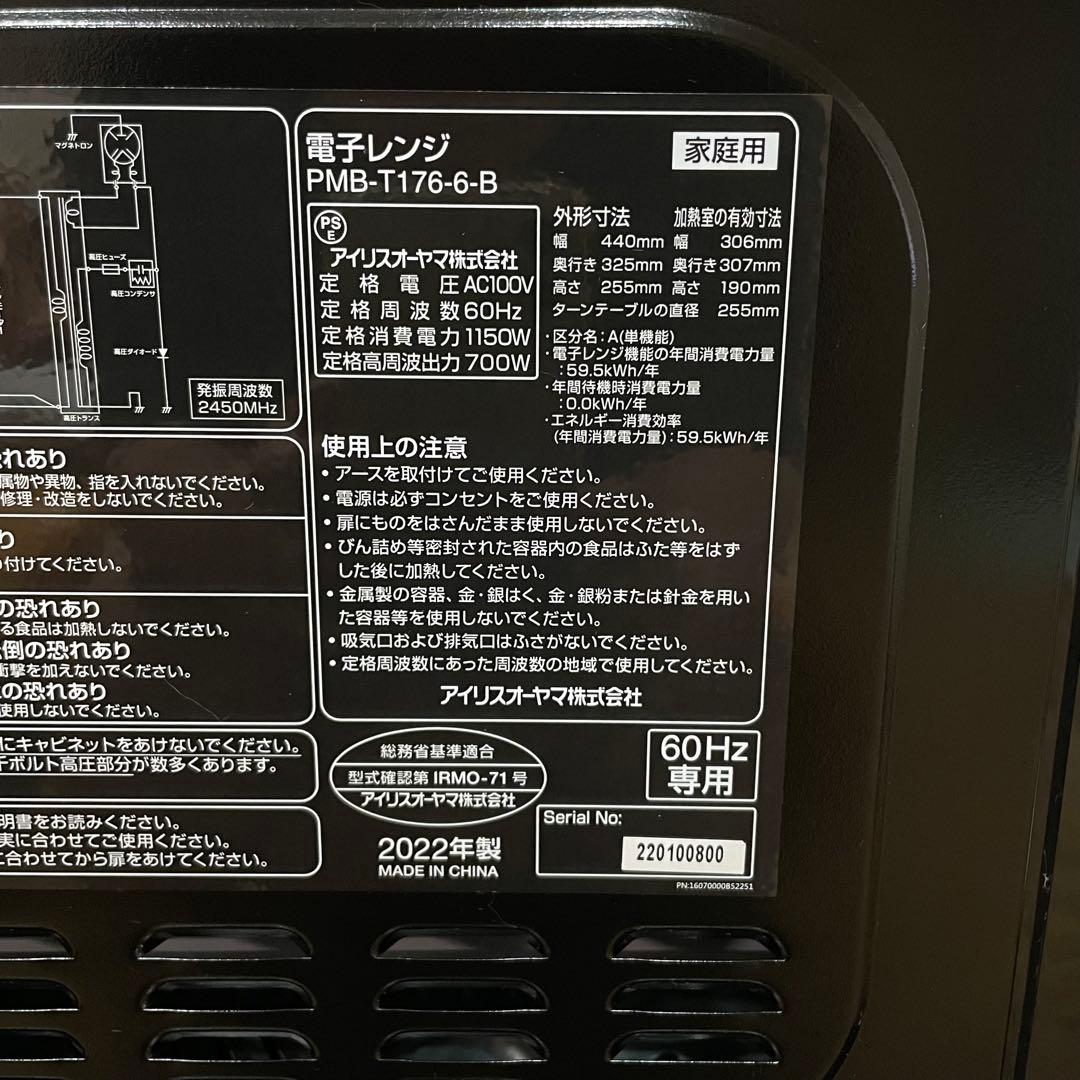 マグネトロン
高圧ヒューズ
高圧コンデンサ
高圧ダイオード
高圧トランス
発振周波数
2450MHz
恐れあり
属物や異物、指を入れないでください。
修理・改造をしないでください。
り
付けてください。
の恐れあり
る食品は加熱しないでください。
倒の恐れあり
衝撃を加えないでください。
の恐れあり
使用しないでください。
にキャビネットをあけないでください。
ボルト高圧部分が数多くあります。
明書をお読みください。
実に合わせてご使用ください。
に合わせてから扉をあけてください。
電子レンジ
家庭用
PMB-T176-6-B
PS
E
アイリスオーヤマ株式会社
定格電圧 AC100V
定格周波数 60Hz
定格消費電力 1150W
定格高周波出力 700W
外形寸法 加熱室の有効寸法
幅 440mm 幅 306mm
奥行き 325mm 奥行き 307mm
高さ 255mm 高さ 190mm
ターンテーブルの直径 255mm
・区分名：A(単機能)
・電子レンジ機能の年間消費電力量
：59.5kWh/年
・年間待機時消費電力量
：0.0kWh/年
・エネルギー消費効率
(年間消費電力量)：59.5kWh/年
使用上の注意
・アースを取付けてご使用ください。
・電源は必ずコンセントをご使用ください。
・扉にものをはさんだまま使用しないでください。
・びん詰め等密封された容器内の食品はふた等をはず
した後に加熱してください。
・金属製の容器、金・銀はく、金・銀粉または針金を用い
た容器等を使用しないでください。
・吸気口および排気口はふさがないでください。
・定格周波数にあった周波数の地域で使用してください。
アイリスオーヤマ株式会社
総務省基準適合
型式確認第 IRMO-71 号
アイリスオーヤマ株式会社
60Hz
専用
2022年製
MADE IN CHINA
Serial No:
220100800
PN:16070000B52251